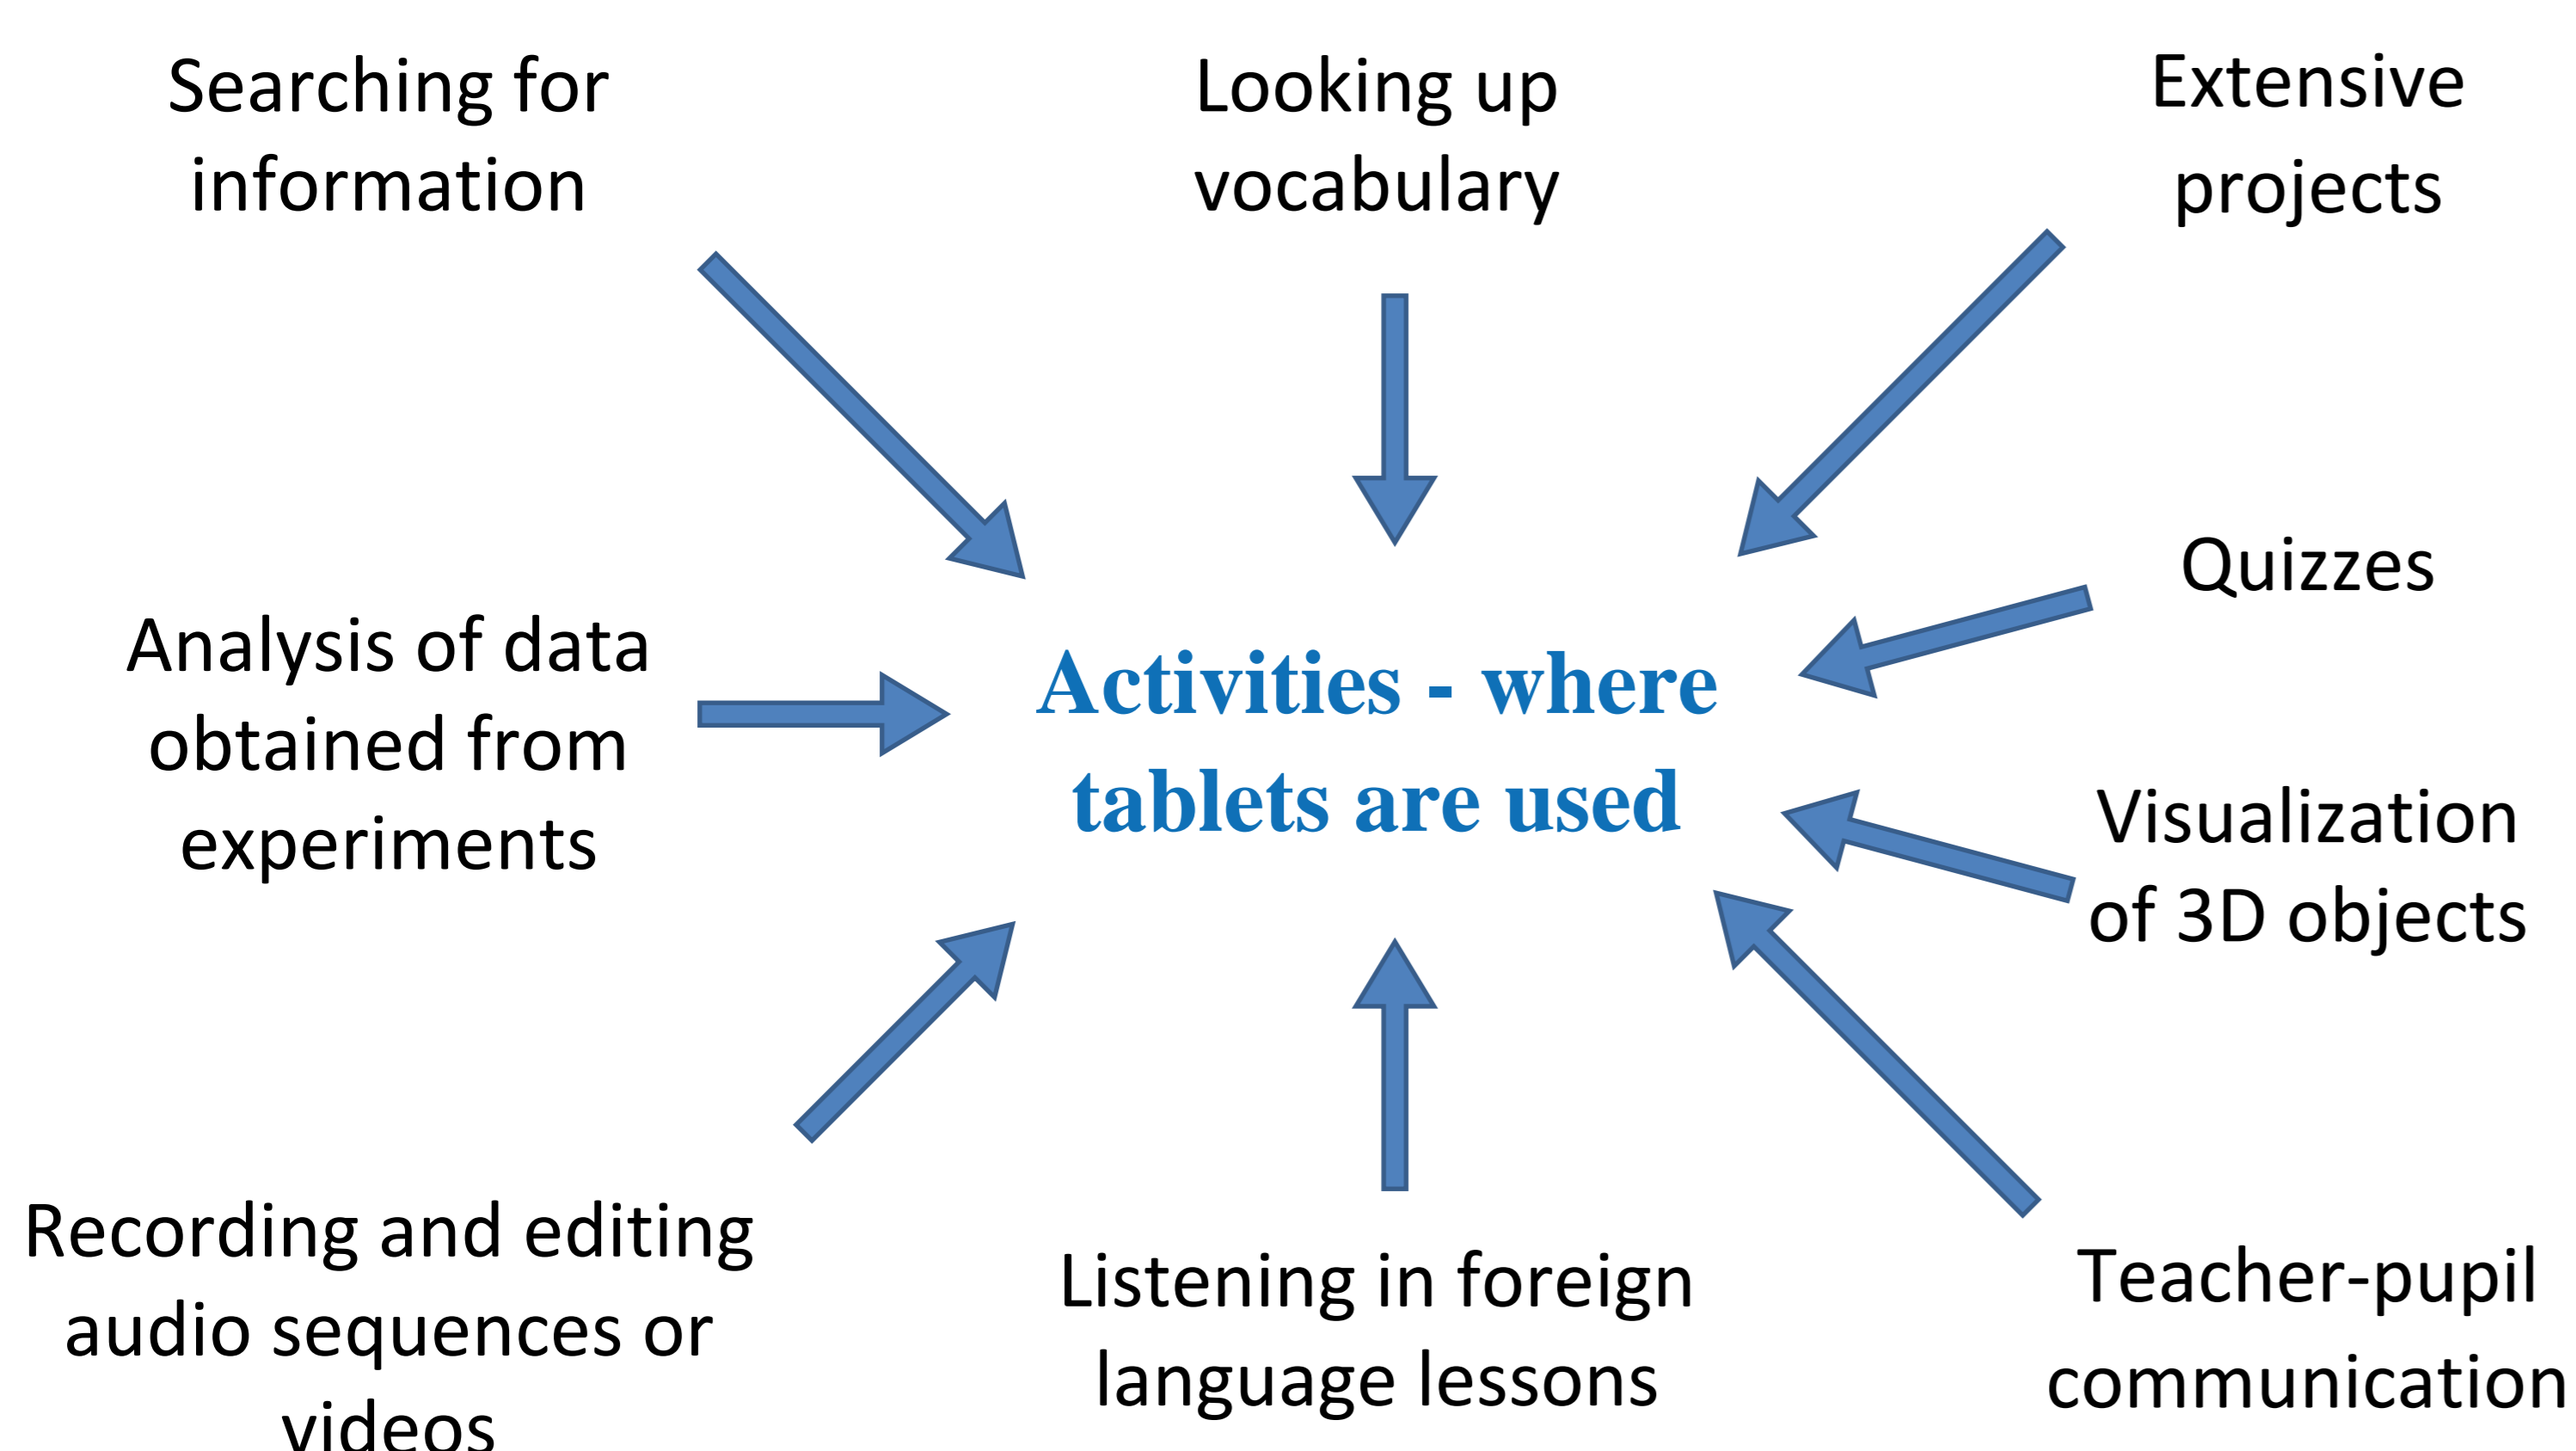 Searching for
information
Looking up
vocabulary
Extensive
projects
Analysis of data
obtained from
experiments
Activities - where
tablets are used
Quizzes
Visualization
of 3D objects
Recording and editing
audio sequences or
videos
Listening in foreign
language lessons
Teacher-pupil
communication